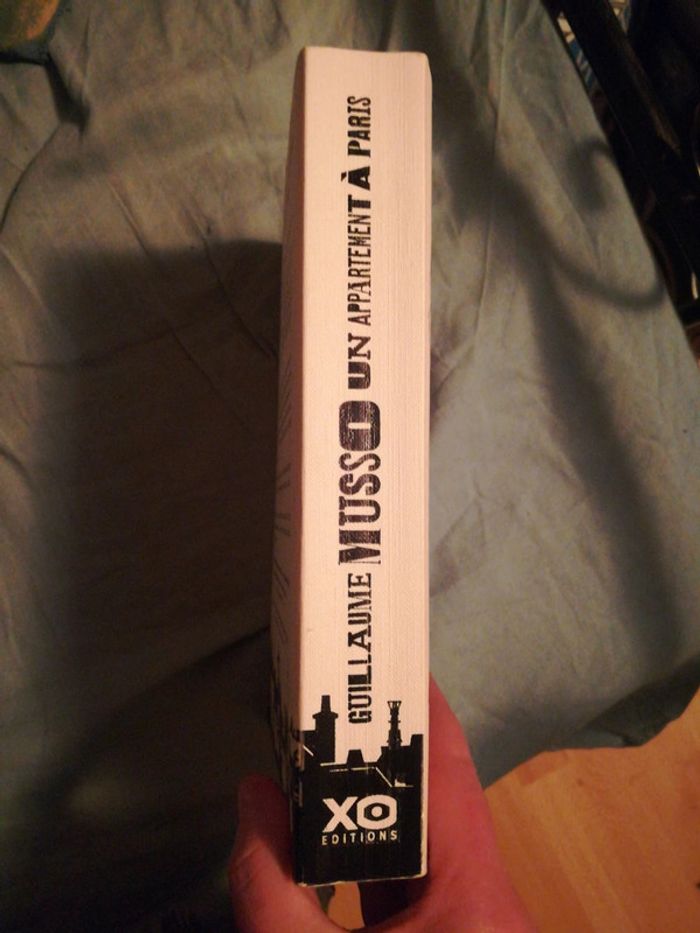 GUILLAUME MUSSO UN APPARTEMENT À PARIS
XO
EDITIONS